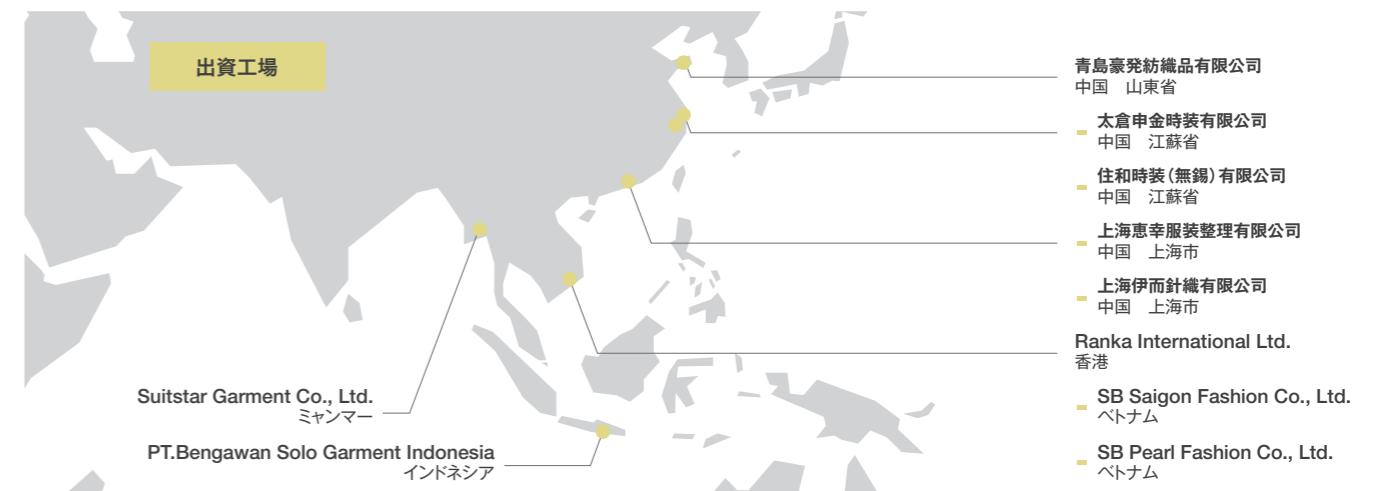 出資工場
青島豪発紡織品有限公司
中国　山東省
太倉申金時装有限公司
中国　江蘇省
住和時装（無錫）有限公司
中国　江蘇省
上海恵幸服装整理有限公司
中国　上海市
上海伊而針織有限公司
中国　上海市
Ranka International Ltd.
香港
SB Saigon Fashion Co., Ltd.
ベトナム
SB Pearl Fashion Co., Ltd.
ベトナム
Suitstar Garment Co., Ltd.
ミャンマー
PT.Bengawan Solo Garment Indonesia
インドネシア